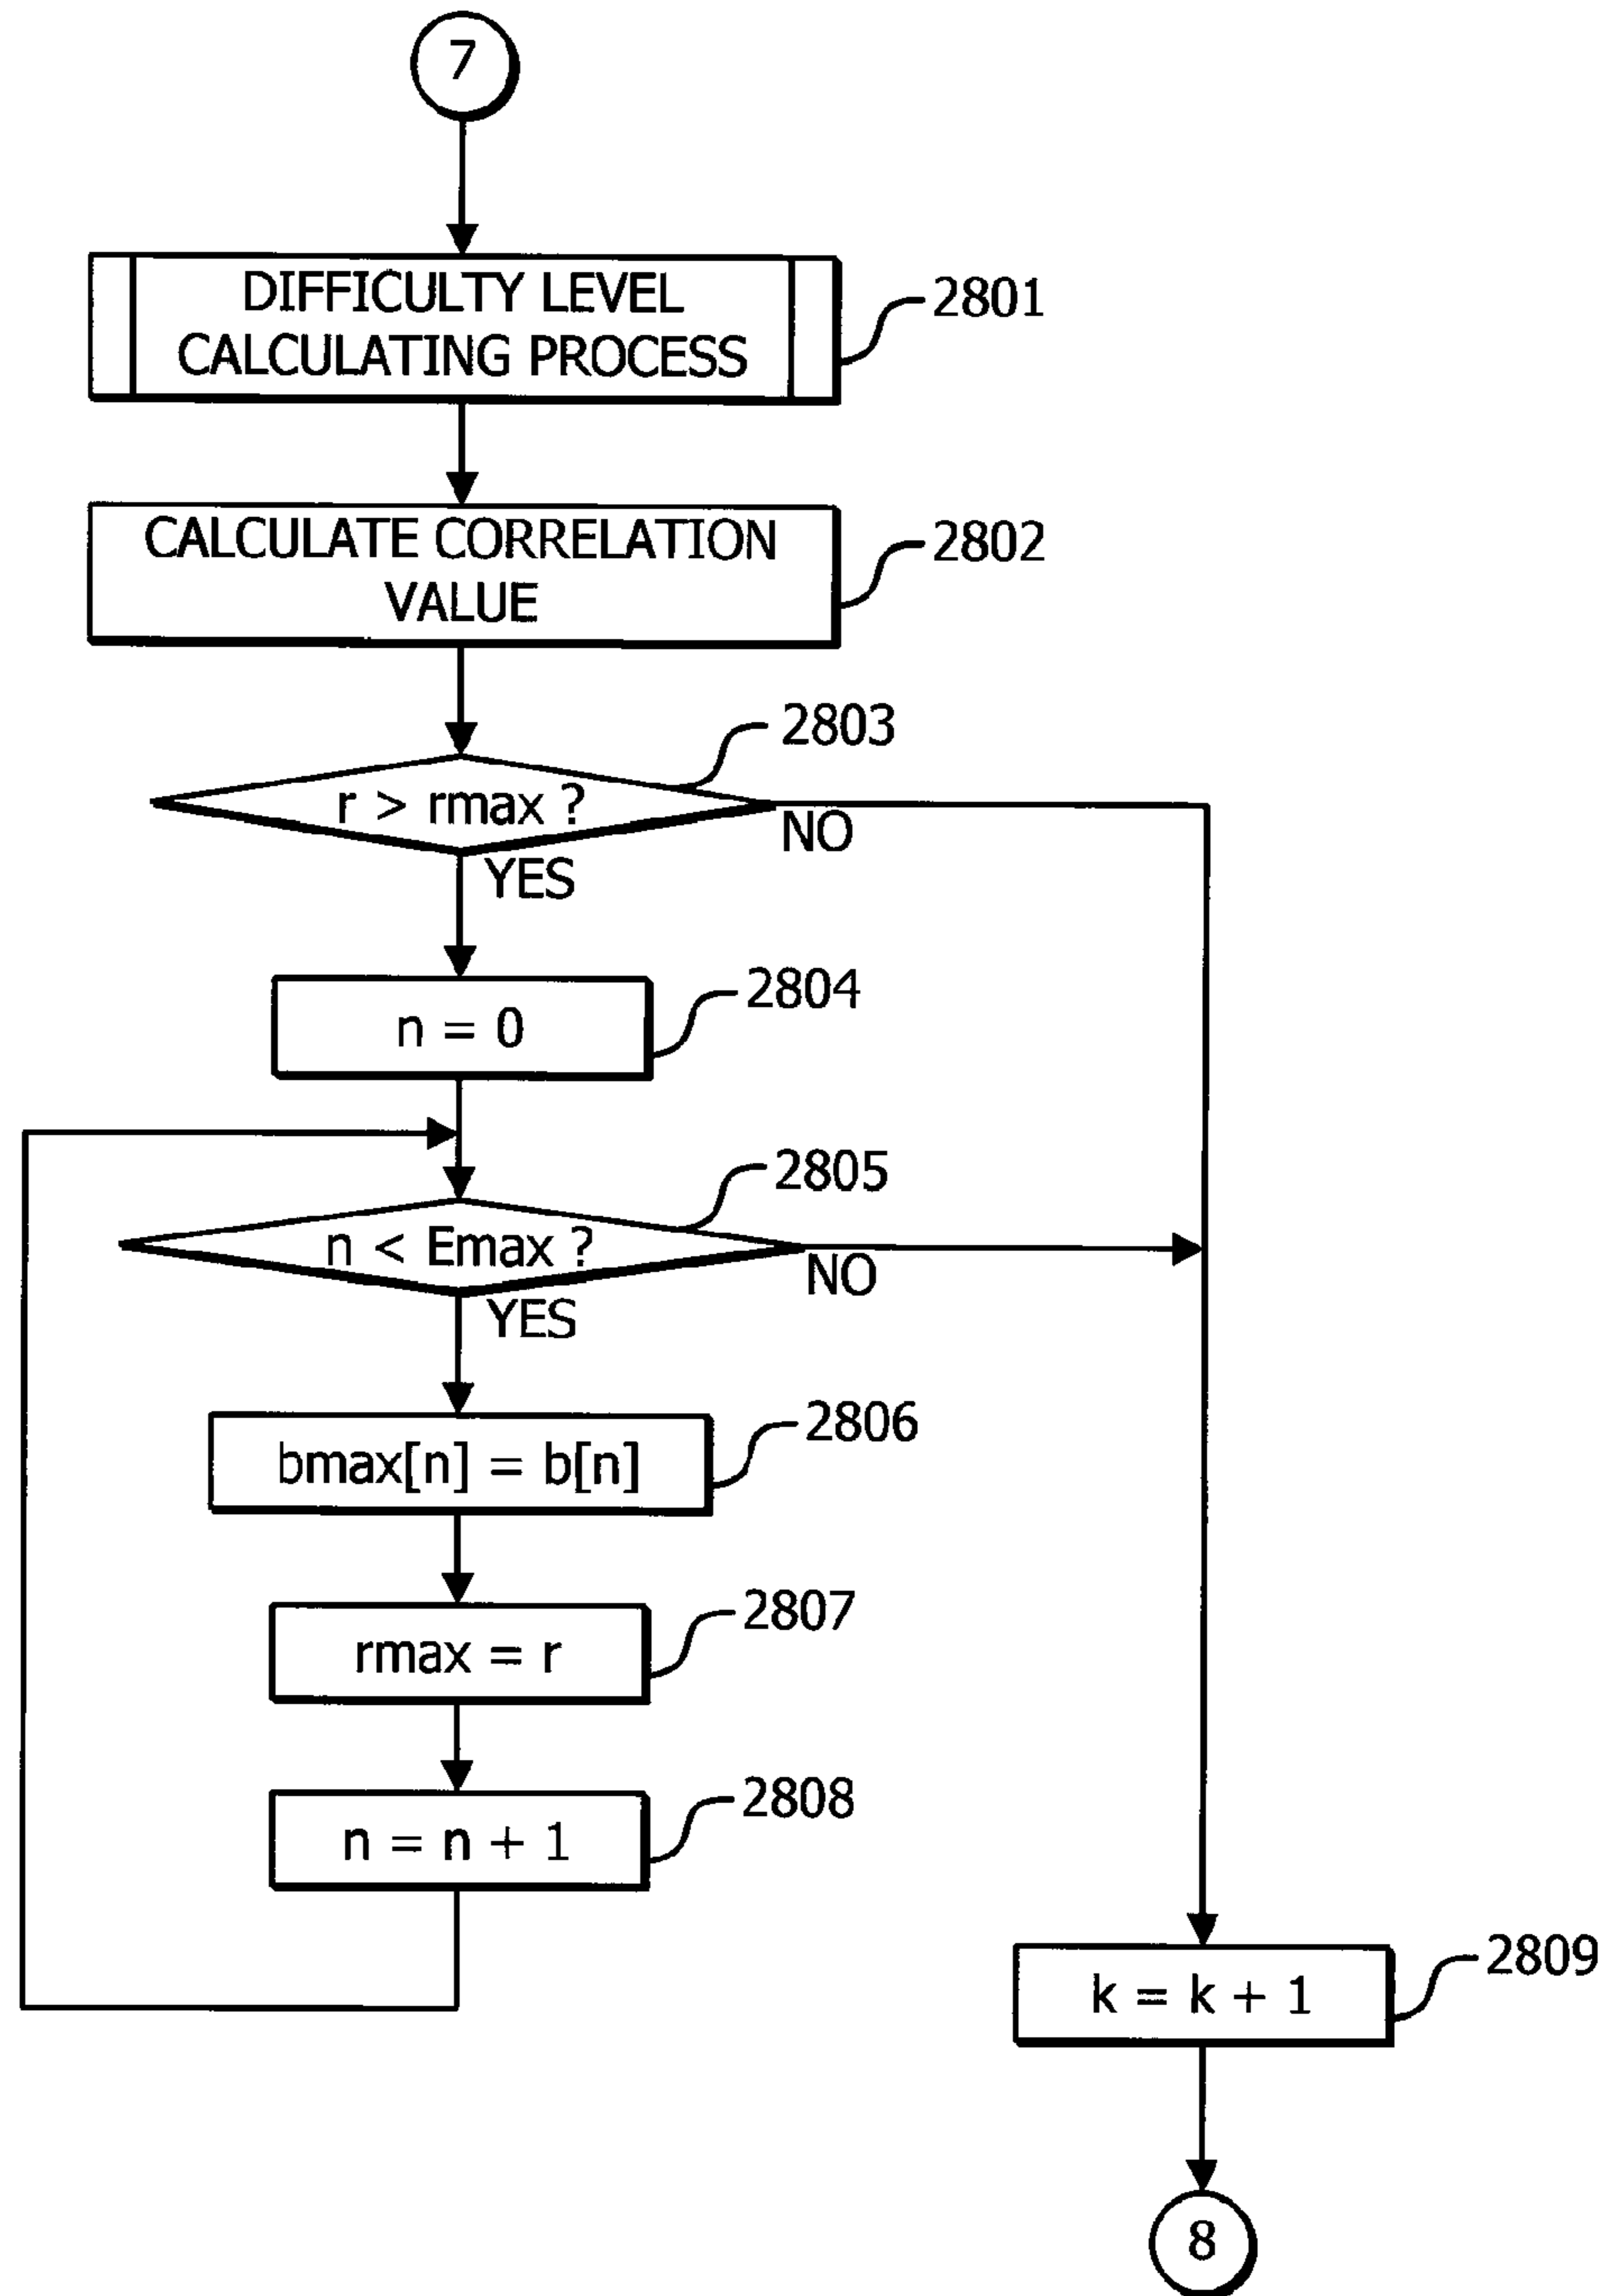 7
DIFFICULTY LEVEL
CALCULATING PROCESS
2801
CALCULATE CORRELATION
VALUE
2802
2803
r > rmax ?
NO
YES
2804
n = 0
2805
n < Emax ?
NO
YES
2806
bmax[n] = b[n]
2807
rmax = r
2808
n = n + 1
2809
k = k + 1
8